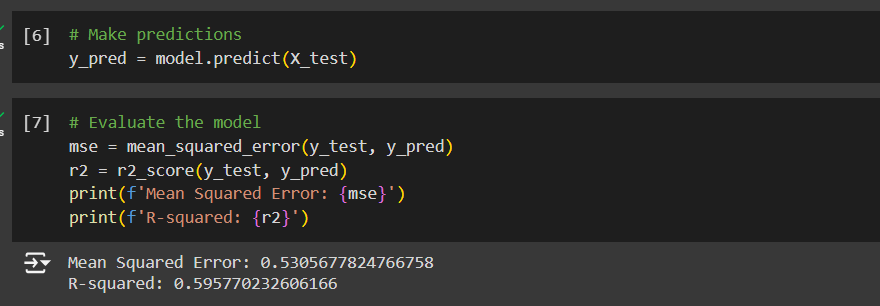 [6] # Make predictions
y_pred = model.predict(X_test)
s
[7] # Evaluate the model
s
mse = mean_squared_error(y_test, y_pred)
r2 = r2_score(y_test, y_pred)
print(f'Mean Squared Error: {mse}')
print(f'R-squared: {r2}')
Mean Squared Error: 0.5305677824766758
R-squared: 0.595770232606166